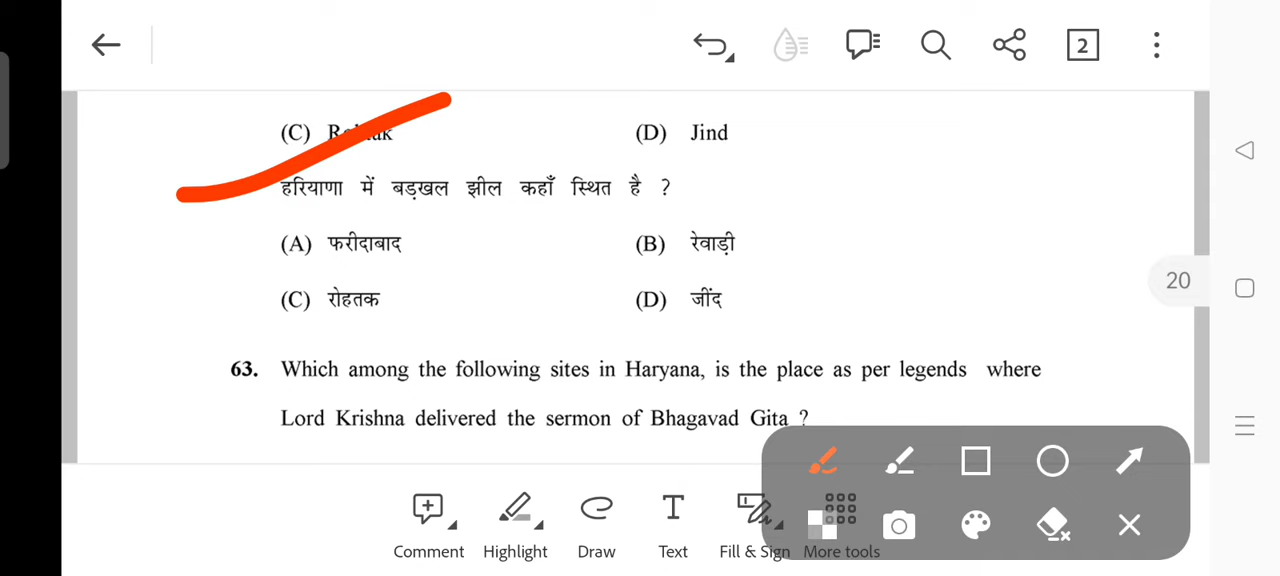 2
(C) (D) Jind
हरियाणा में बड़खल झील कहाँ स्थित है ?
(A) फरीदाबाद (B) रेवाड़ी
20
(C) रोहतक (D) जींद
63. Which among the following sites in Haryana, is the place as per legends where
Lord Krishna delivered the sermon of Bhagavad Gita ?
Comment Highlight Draw Text Fill & Sign More tools